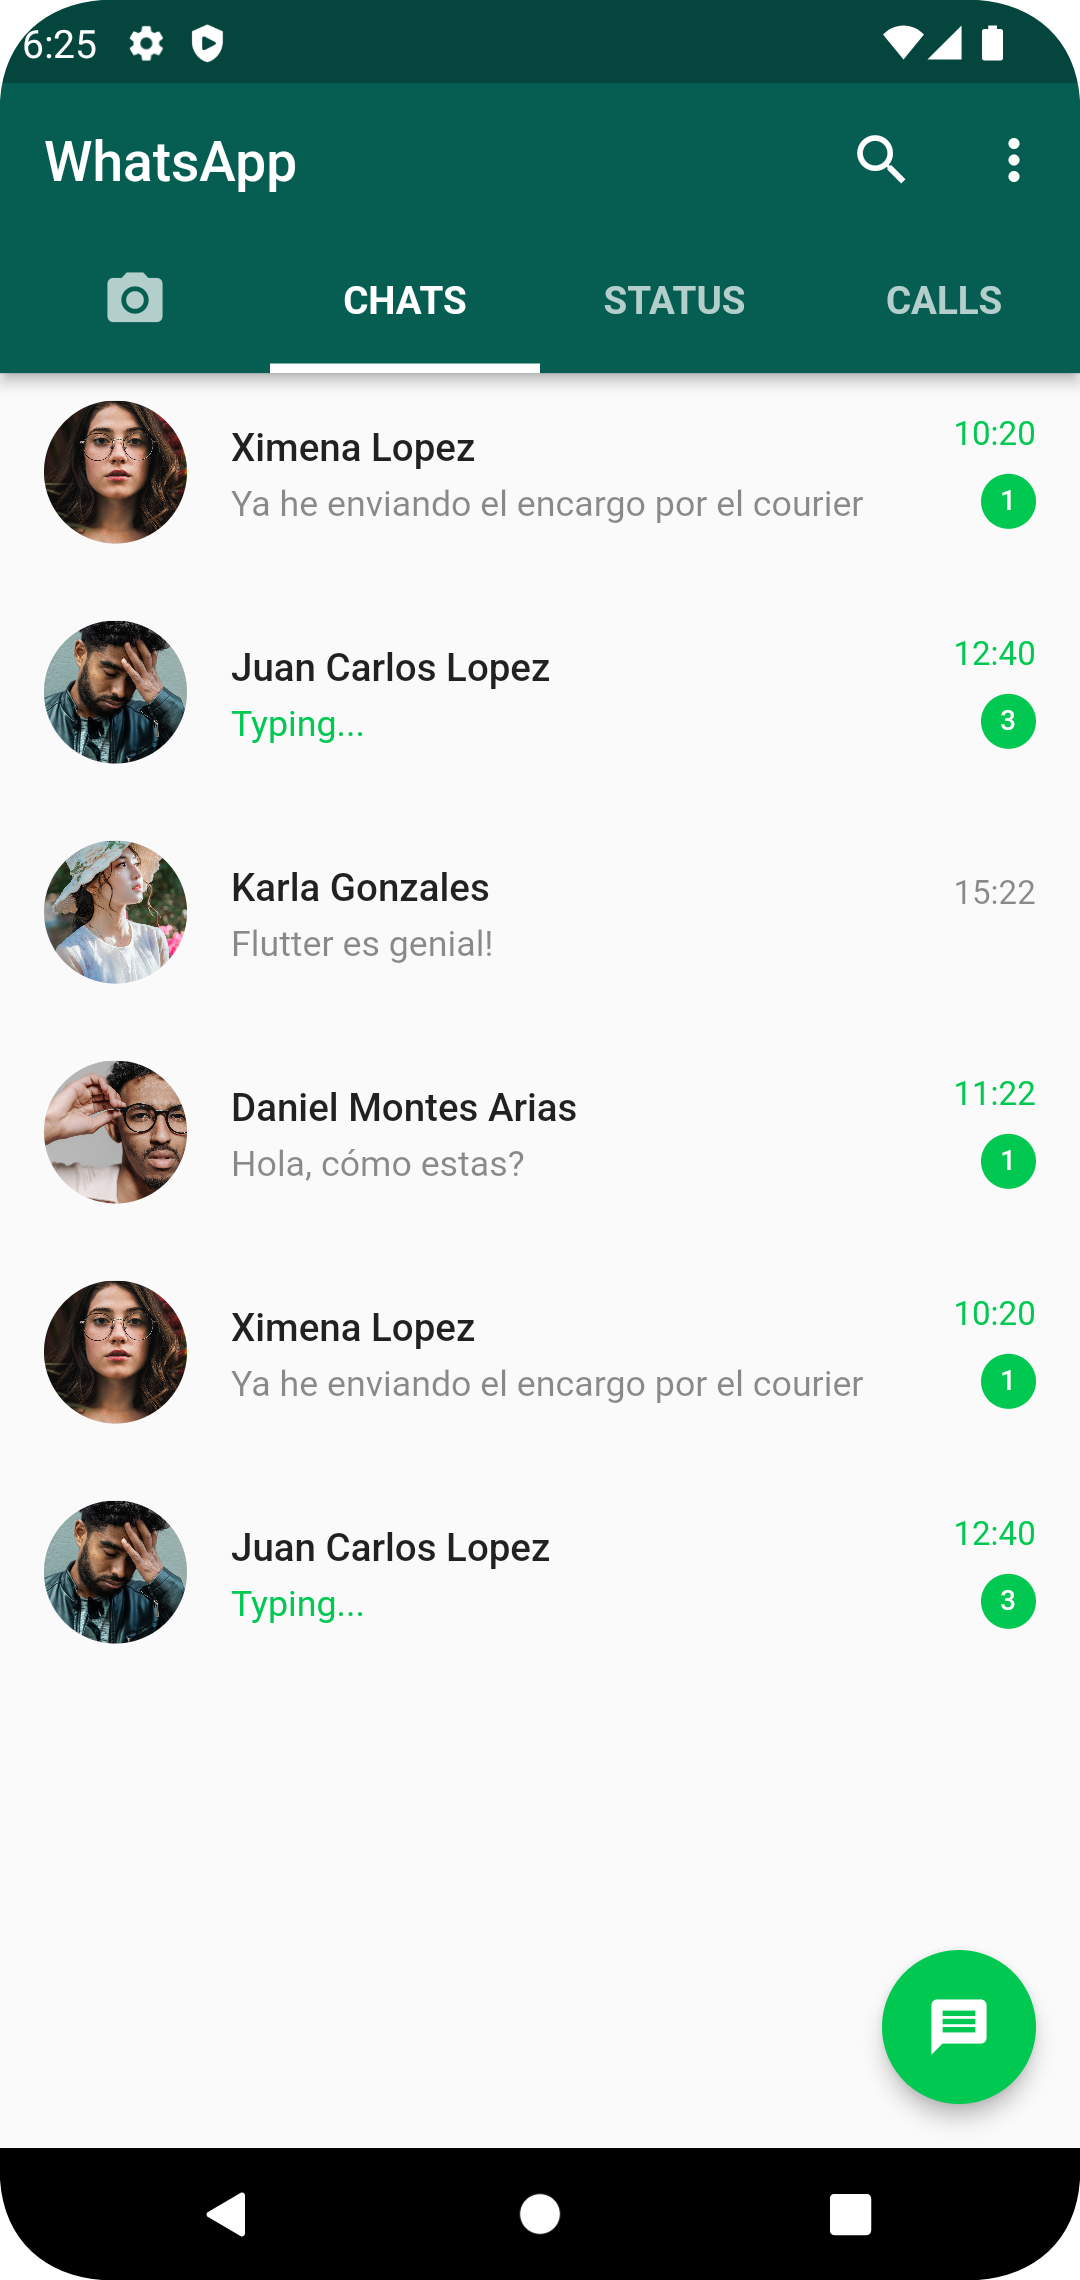 6:25
WhatsApp
CHATS STATUS CALLS
Ximena Lopez 10:20
Ya he enviando el encargo por el courier 1
Juan Carlos Lopez 12:40
Typing... 3
Karla Gonzales 15:22
Flutter es genial!
Daniel Montes Arias 11:22
Hola, cómo estas? 1
Ximena Lopez 10:20
Ya he enviando el encargo por el courier 1
Juan Carlos Lopez 12:40
Typing... 3